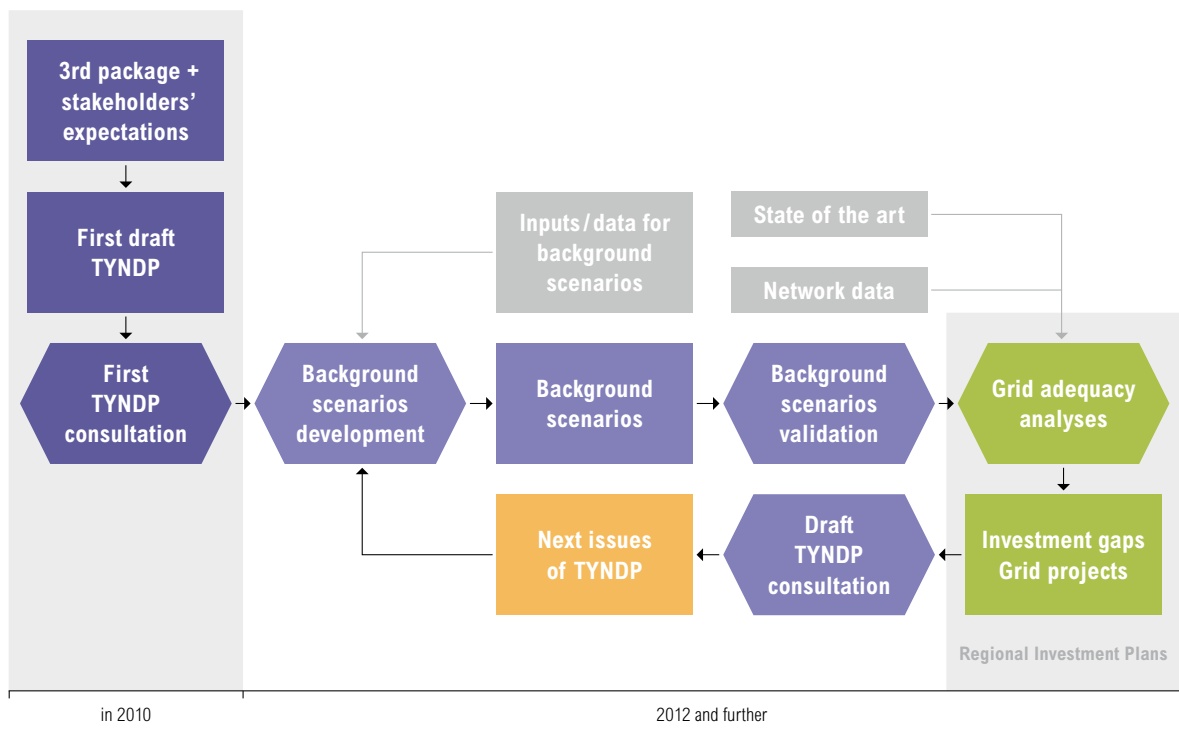 3rd package +
stakeholders’
expectations
First draft
TYNDP
First
TYNDP
consultation
Inputs / data for
background
scenarios
State of the art
Network data
Background
scenarios
development
Background
scenarios
Background
scenarios
validation
Grid adequacy
analyses
Next issues
of TYNDP
Draft
TYNDP
consultation
Investment gaps
Grid projects
Regional Investment Plans
in 2010
2012 and further